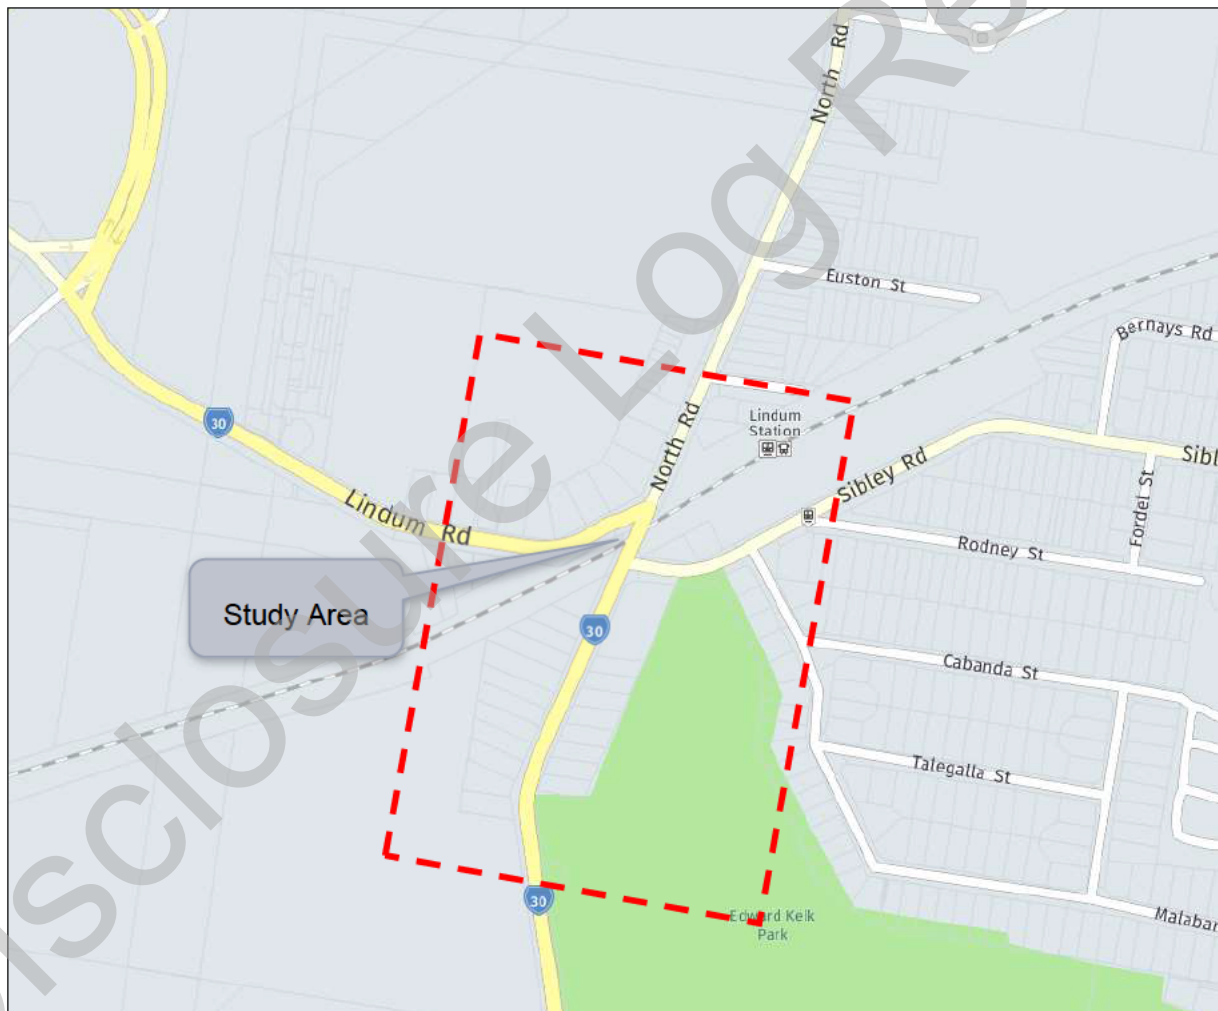 North Rd
Euston St
Bernays Rd
30
Lindum
Station
North Rd
Sibley Rd
Sibl
Lindum Rd
Fordel St
Rodney St
Study Area
30
Cabanda St
Talegalla St
30
Edward Kelk
Park
Malabar
isclosure Log Re